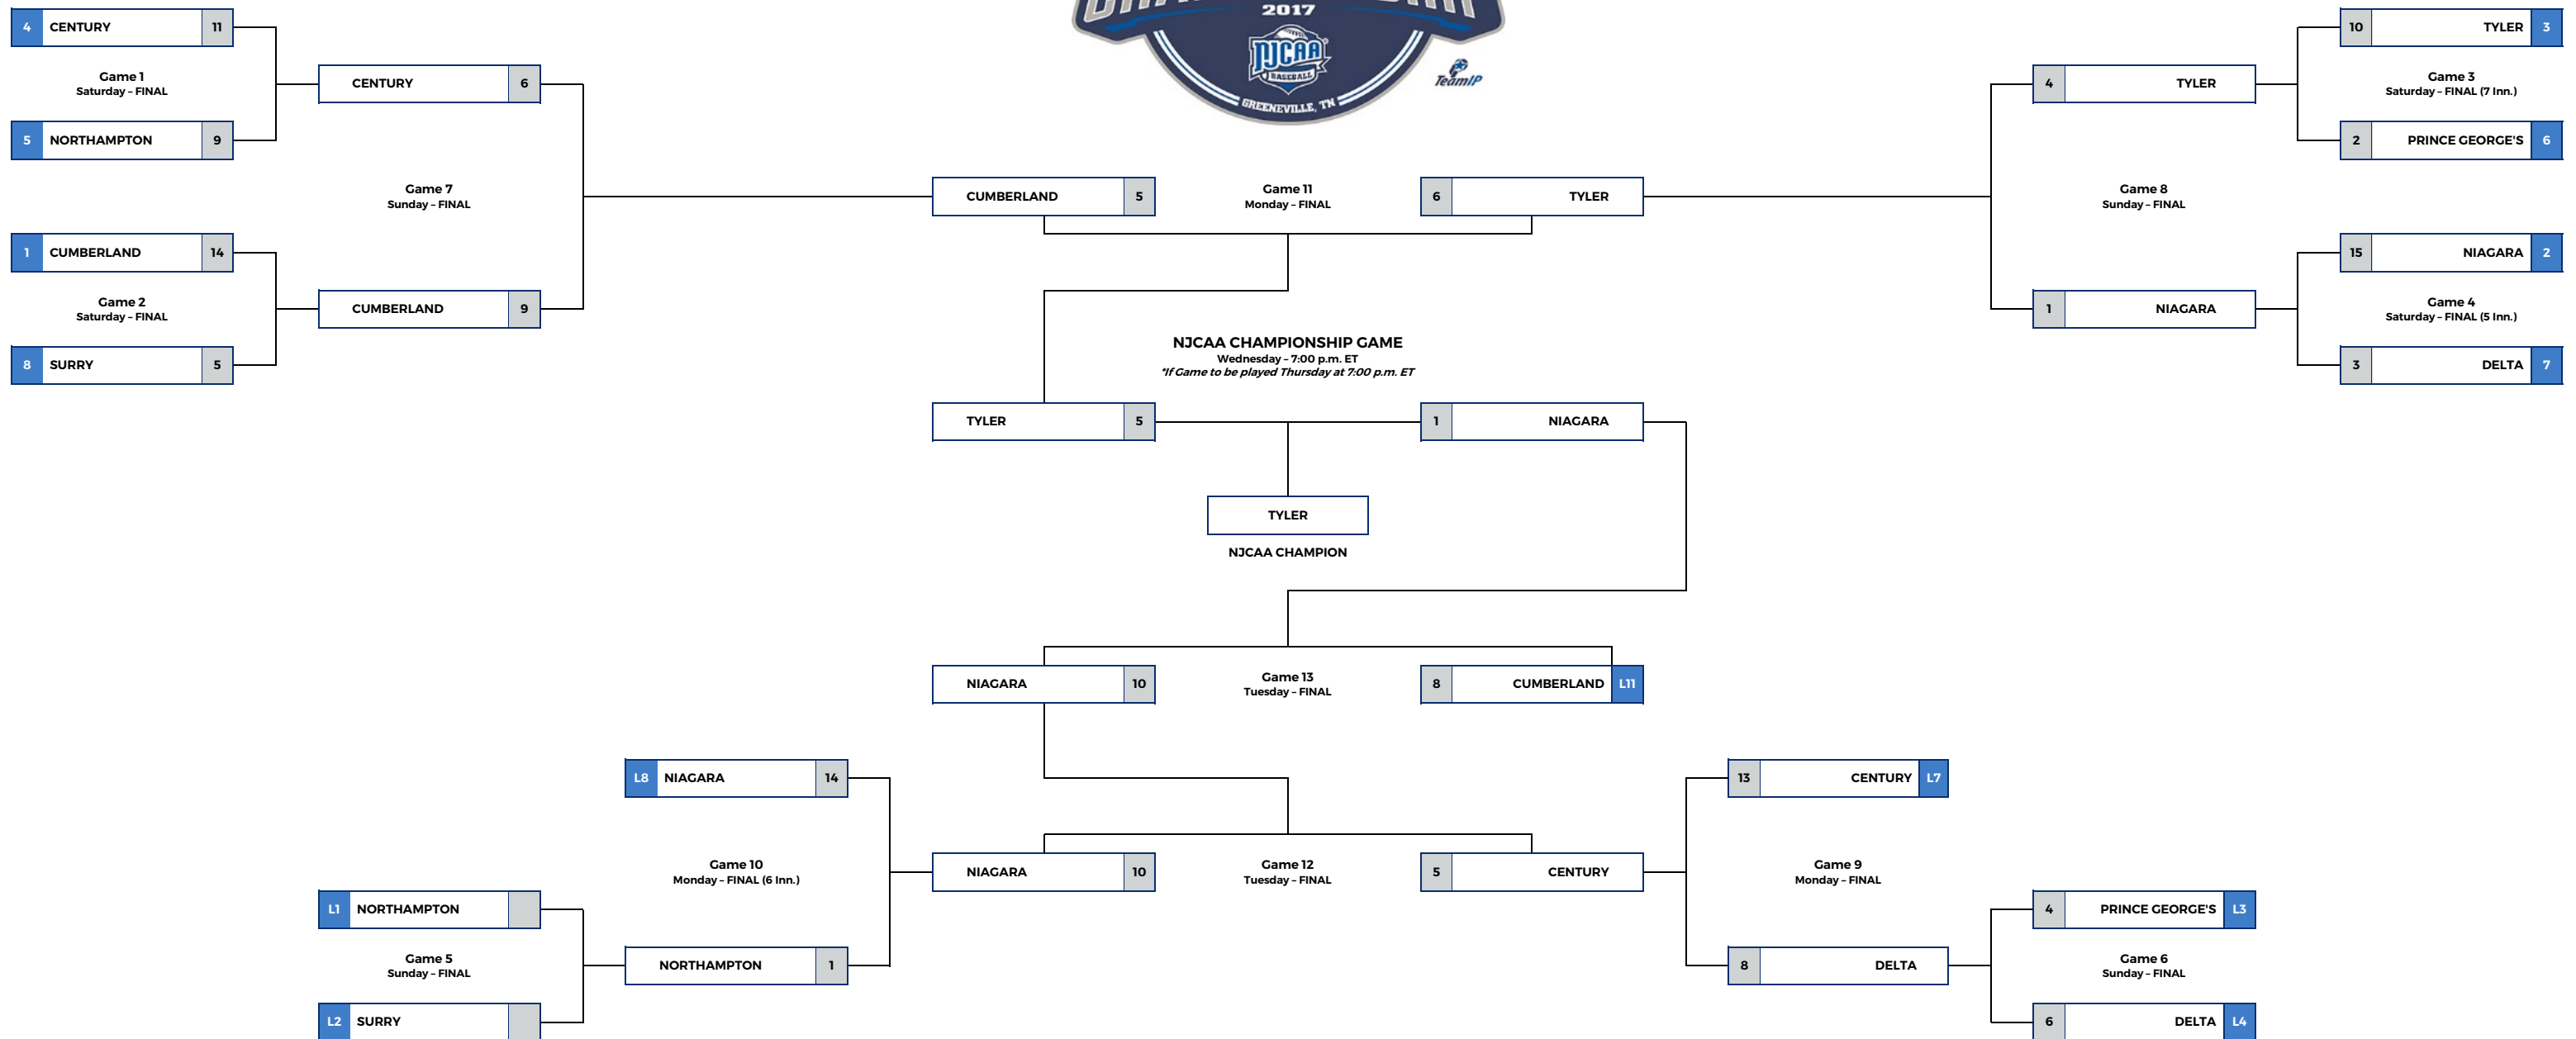 2017
NJCAA
BASEBALL
GREENEVILLE, TN
TeamIP
4 CENTURY 11
Game 1
Saturday – FINAL
5 NORTHAMPTON 9
CENTURY 6
Game 7
Sunday – FINAL
1 CUMBERLAND 14
Game 2
Saturday – FINAL
8 SURRY 5
CUMBERLAND 9
CUMBERLAND 5
Game 11
Monday – FINAL
6 TYLER
10 TYLER 3
Game 3
Saturday – FINAL (7 Inn.)
2 PRINCE GEORGE'S 6
4 TYLER
Game 8
Sunday – FINAL
15 NIAGARA 2
Game 4
Saturday – FINAL (5 Inn.)
3 DELTA 7
1 NIAGARA
NJCAA CHAMPIONSHIP GAME
Wednesday – 7:00 p.m. ET
*If Game to be played Thursday at 7:00 p.m. ET
TYLER 5
1 NIAGARA
TYLER
NJCAA CHAMPION
NIAGARA 10
Game 13
Tuesday – FINAL
8 CUMBERLAND L11
L8 NIAGARA 14
Game 10
Monday – FINAL (6 Inn.)
NORTHAMPTON 1
L1 NORTHAMPTON
Game 5
Sunday – FINAL
L2 SURRY
NIAGARA 10
Game 12
Tuesday – FINAL
5 CENTURY
13 CENTURY L7
Game 9
Monday – FINAL
8 DELTA
4 PRINCE GEORGE'S L3
Game 6
Sunday – FINAL
6 DELTA L4